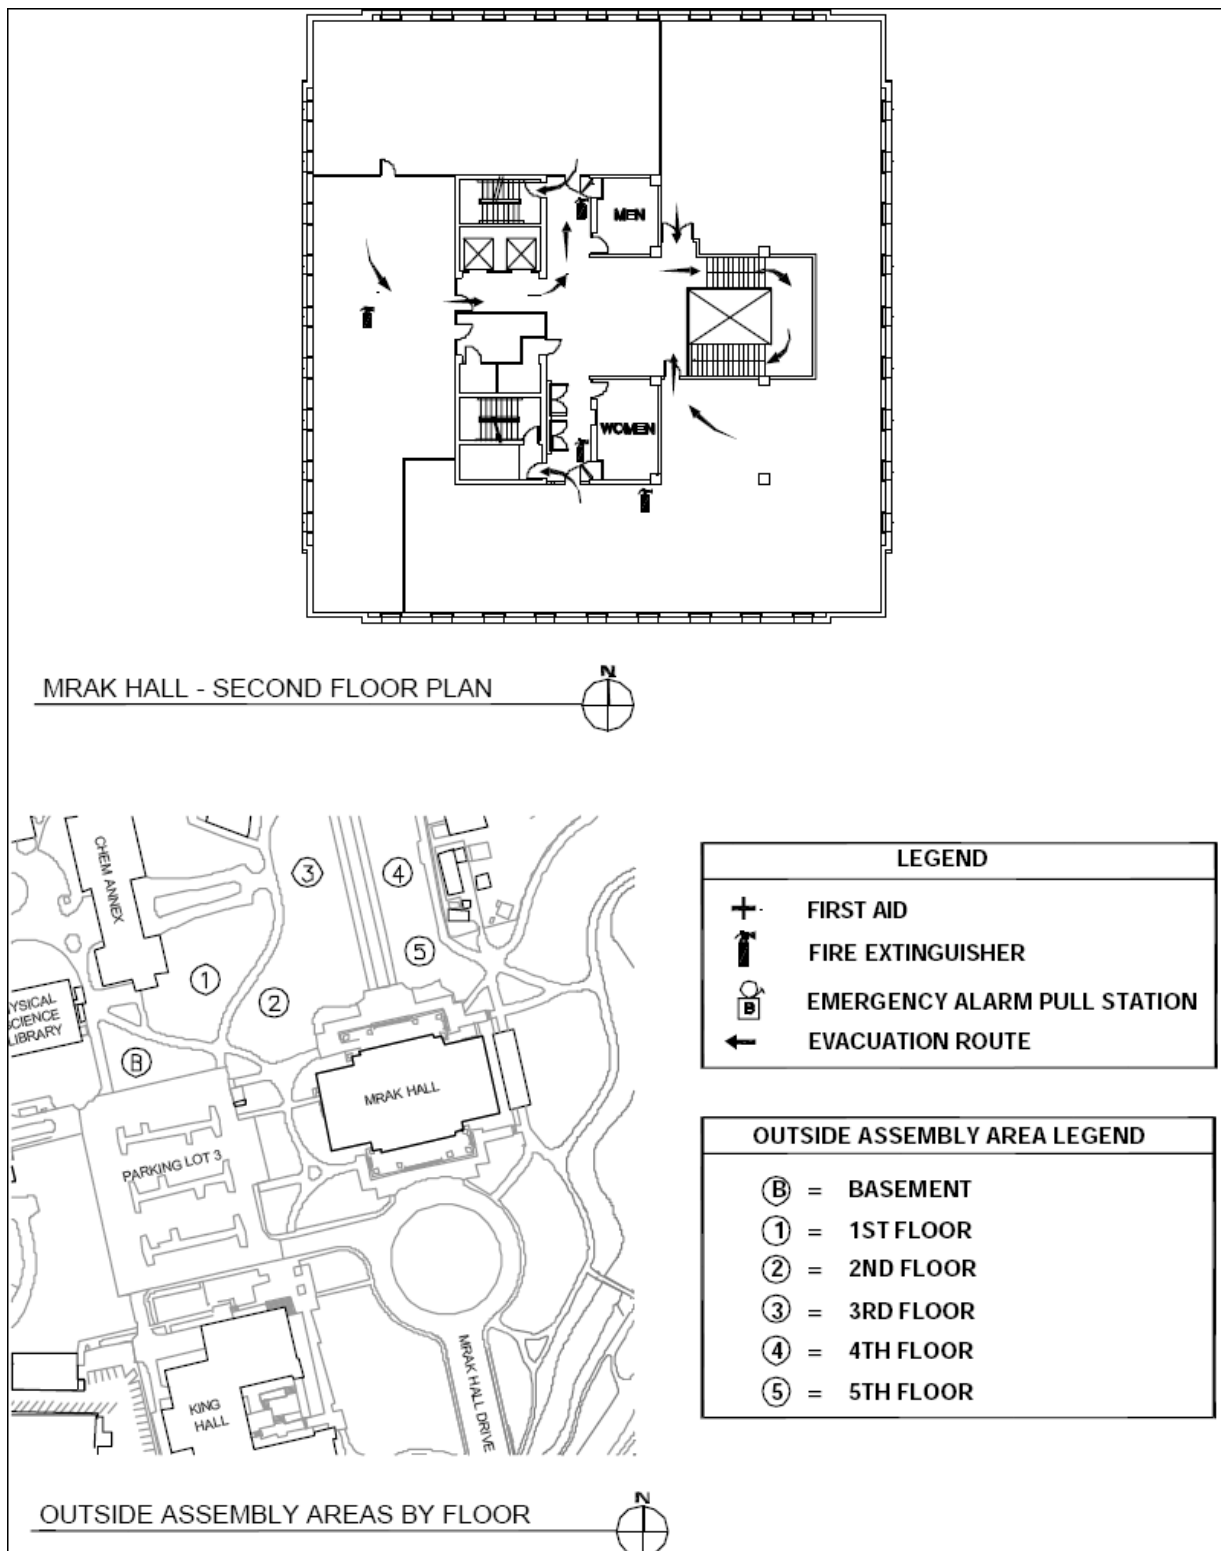 MEN
WOMEN
N
MRAK HALL - SECOND FLOOR PLAN
CHEM ANNEX
3
4
5
1
2
SCIENCE
LIBRARY
B
MRAK HALL
PARKING LOT 3
KING
HALL
MRAK HALL DRIVE
N
OUTSIDE ASSEMBLY AREAS BY FLOOR
LEGEND
FIRST AID
FIRE EXTINGUISHER
B EMERGENCY ALARM PULL STATION
EVACUATION ROUTE
OUTSIDE ASSEMBLY AREA LEGEND
B = BASEMENT
1 = 1ST FLOOR
2 = 2ND FLOOR
3 = 3RD FLOOR
4 = 4TH FLOOR
5 = 5TH FLOOR